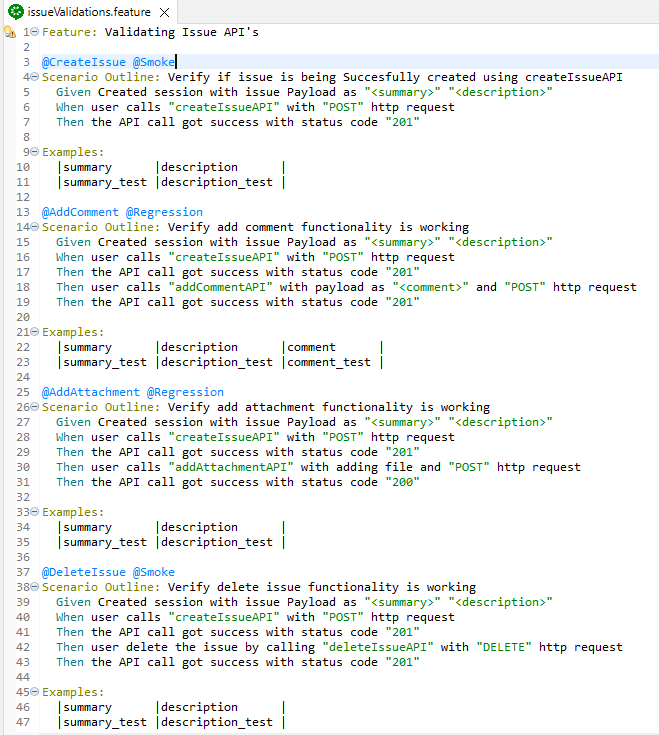 issueValidations.feature
1 Feature: Validating Issue API's
2
3 @CreateIssue @Smoke
4 Scenario Outline: Verify if issue is being Succesfully created using createIssueAPI
5 Given Created session with issue Payload as "<summary>" "<description>"
6 When user calls "createIssueAPI" with "POST" http request
7 Then the API call got success with status code "201"
8
9 Examples:
10 |summary |description |
11 |summary_test |description_test |
12
13 @AddComment @Regression
14 Scenario Outline: Verify add comment functionality is working
15 Given Created session with issue Payload as "<summary>" "<description>"
16 When user calls "createIssueAPI" with "POST" http request
17 Then the API call got success with status code "201"
18 Then user calls "addCommentAPI" with payload as "<comment>" and "POST" http request
19 Then the API call got success with status code "201"
20
21 Examples:
22 |summary |description |comment |
23 |summary_test |description_test |comment_test |
24
25 @AddAttachment @Regression
26 Scenario Outline: Verify add attachment functionality is working
27 Given Created session with issue Payload as "<summary>" "<description>"
28 When user calls "createIssueAPI" with "POST" http request
29 Then the API call got success with status code "201"
30 Then user calls "addAttachmentAPI" with adding file and "POST" http request
31 Then the API call got success with status code "200"
32
33 Examples:
34 |summary |description |
35 |summary_test |description_test |
36
37 @DeleteIssue @Smoke
38 Scenario Outline: Verify delete issue functionality is working
39 Given Created session with issue Payload as "<summary>" "<description>"
40 When user calls "createIssueAPI" with "POST" http request
41 Then the API call got success with status code "201"
42 Then user delete the issue by calling "deleteIssueAPI" with "DELETE" http request
43 Then the API call got success with status code "201"
44
45 Examples:
46 |summary |description |
47 |summary_test |description_test |